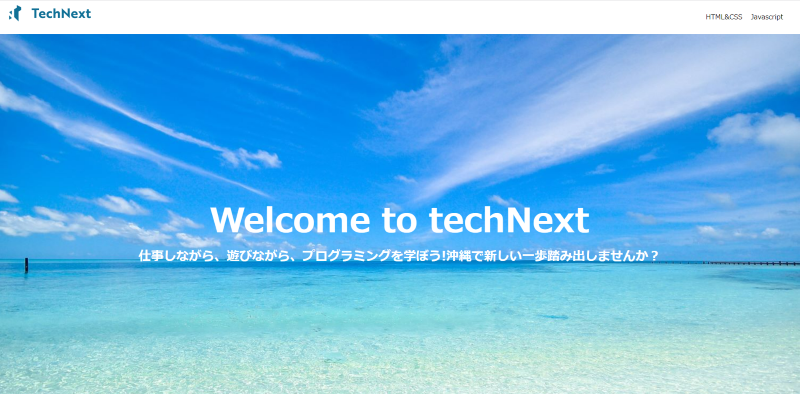 TechNext
HTML&CSS Javascript
Welcome to techNext
仕事しながら、遊びながら、プログラミングを学ぼう!沖縄で新しい一歩踏み出しませんか？